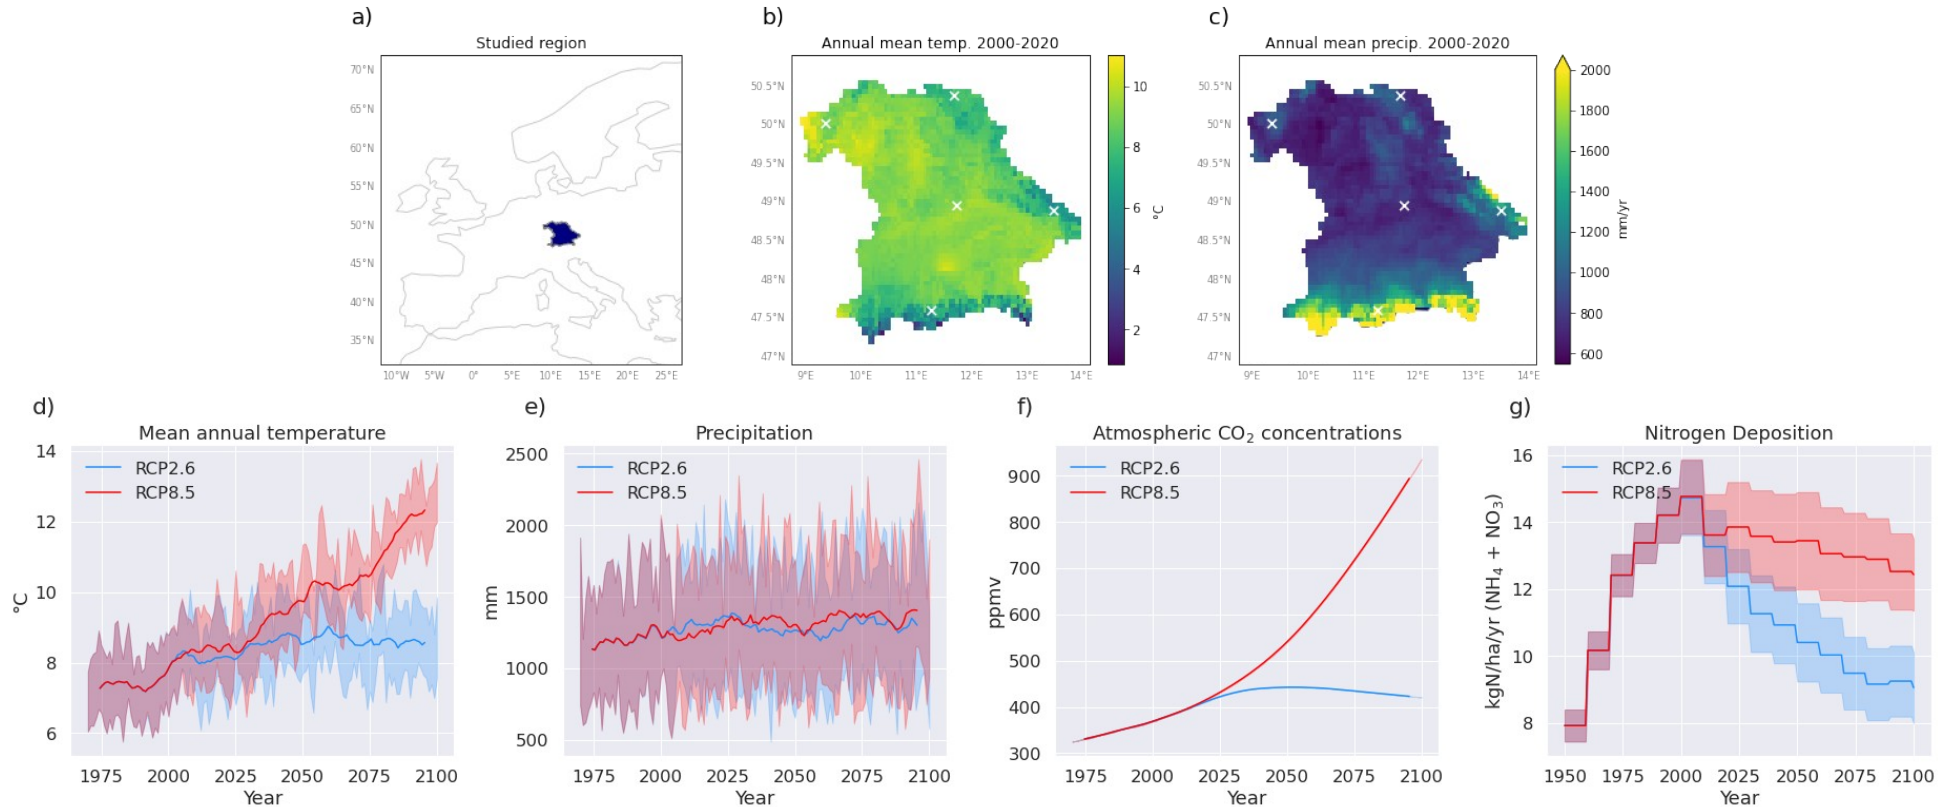 a)
Studied region
70°N
65°N
60°N
55°N
50°N
45°N
40°N
35°N
10°W 5°W 0° 5°E 10°E 15°E 20°E 25°E
b)
Annual mean temp. 2000-2020
50.5°N
50°N
49.5°N
49°N
48.5°N
48°N
47.5°N
47°N
9°E 10°E 11°E 12°E 13°E 14°E
10
8
6
4
2
°C
c)
Annual mean precip. 2000-2020
50.5°N
50°N
49.5°N
49°N
48.5°N
48°N
47.5°N
47°N
9°E 10°E 11°E 12°E 13°E 14°E
2000
1800
1600
1400
1200
1000
800
600
mm/yr
d)
Mean annual temperature
RCP2.6
RCP8.5
14
12
10
8
6
°C
1975 2000 2025 2050 2075 2100
Year
e)
Precipitation
RCP2.6
RCP8.5
2500
2000
1500
1000
500
mm
1975 2000 2025 2050 2075 2100
Year
f)
Atmospheric CO₂ concentrations
RCP2.6
RCP8.5
900
800
700
600
500
400
300
ppmv
1975 2000 2025 2050 2075 2100
Year
g)
Nitrogen Deposition
RCP2.6
RCP8.5
16
14
12
10
8
kgN/ha/yr (NH₄ + NO₃)
1950 1975 2000 2025 2050 2075 2100
Year